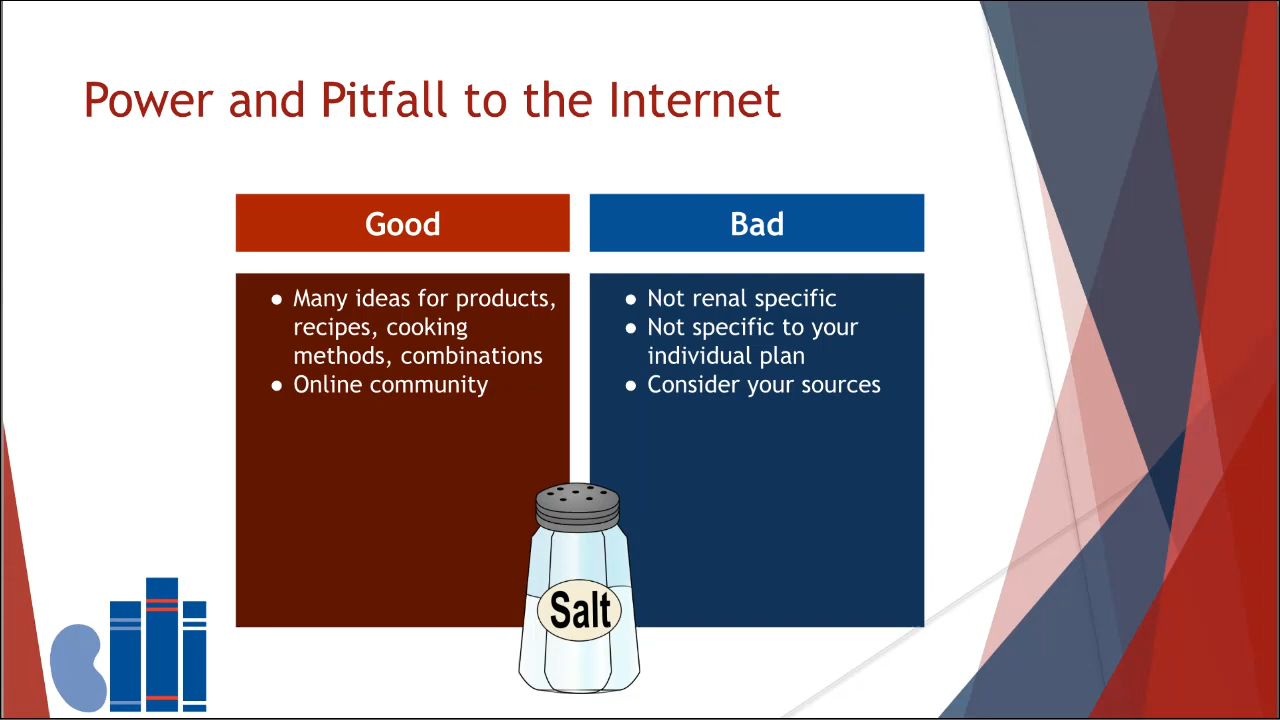 Power and Pitfall to the Internet
Good
● Many ideas for products,
recipes, cooking
methods, combinations
● Online community
Bad
● Not renal specific
● Not specific to your
individual plan
● Consider your sources
Salt